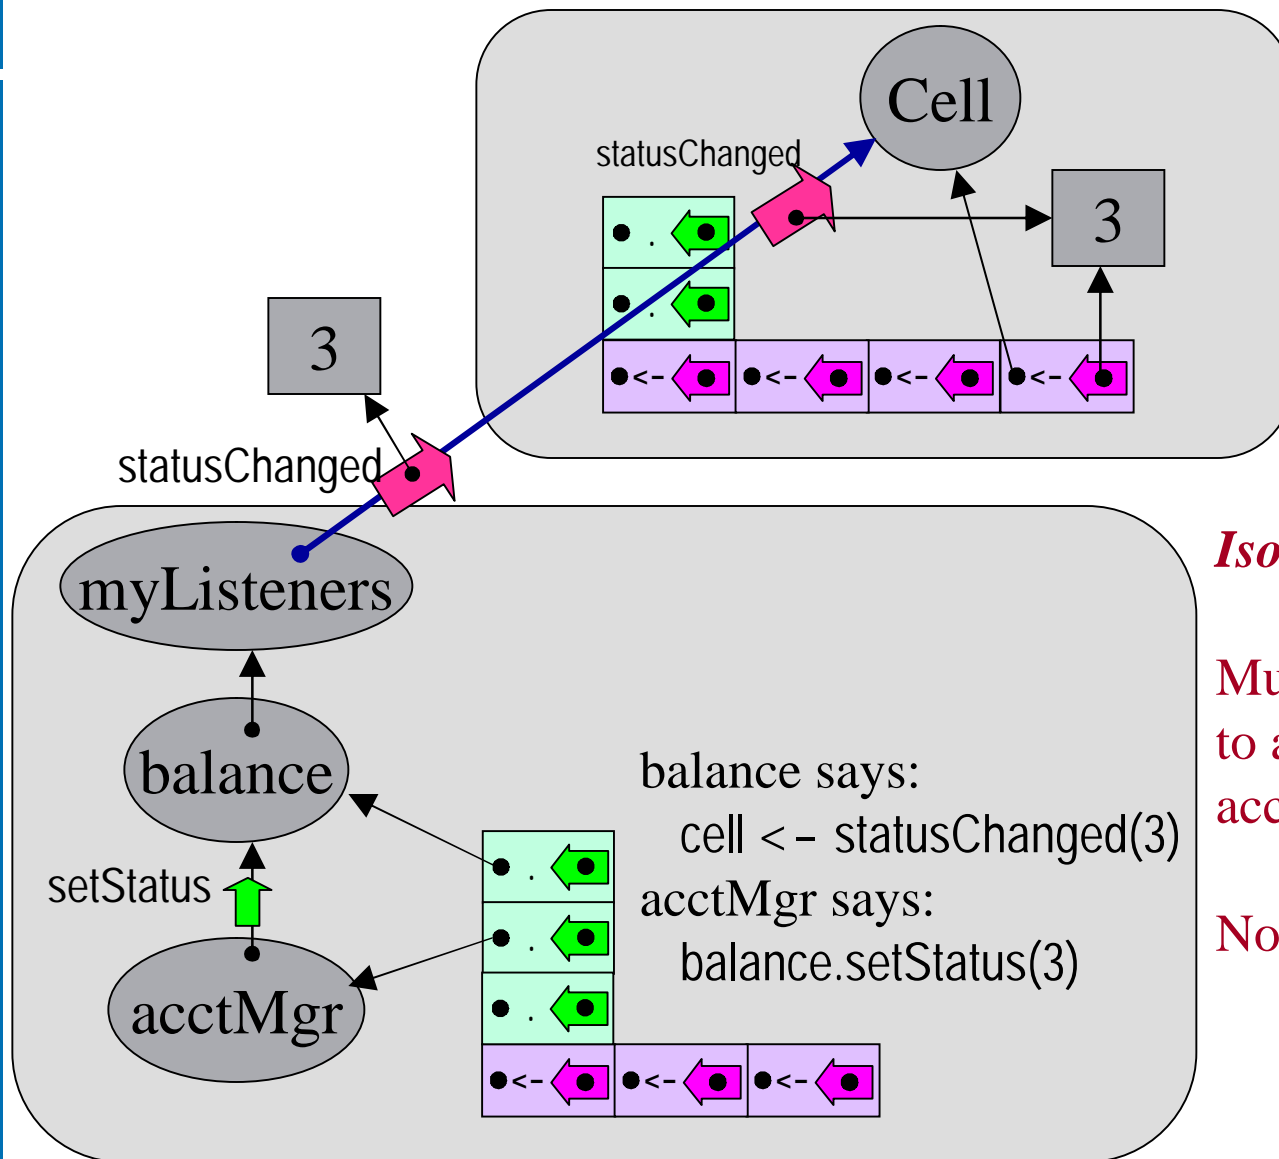 Cell
statusChanged
3
. 
. 
<- <- <- <-
3
statusChanged
myListeners
balance
balance says:
cell <- statusChanged(3)
setStatus
acctMgr says:
balance.setStatus(3)
acctMgr
.
.
.
<- <- <-
to